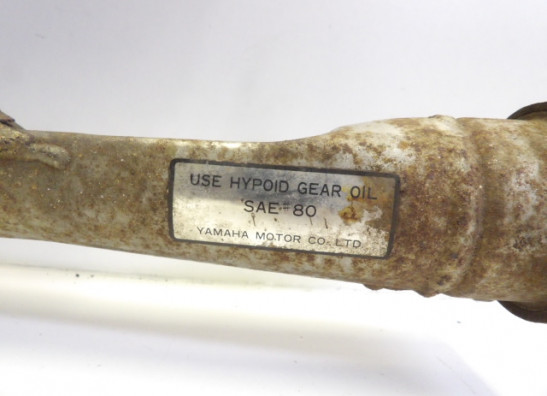 USE HYPOID GEAR OIL
SAE 80
YAMAHA MOTOR CO. LTD